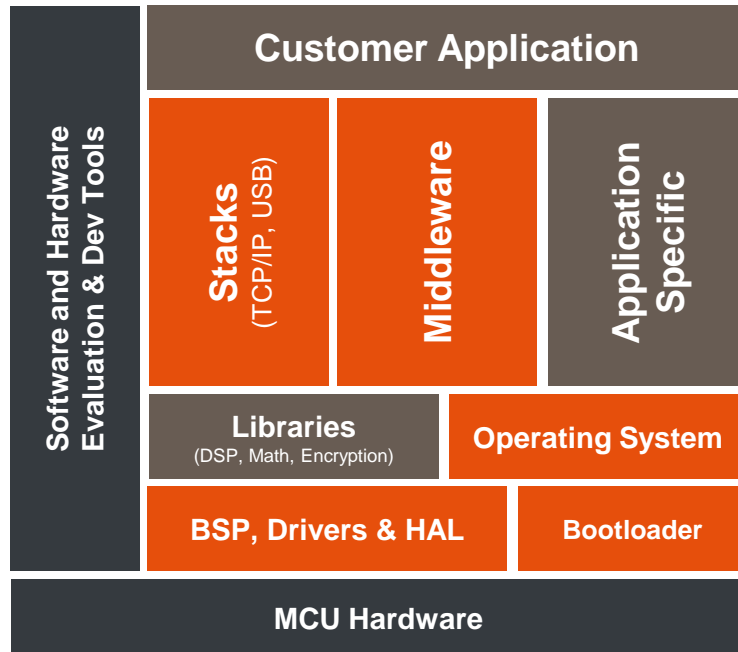 Customer Application
Software and Hardware
Evaluation & Dev Tools
Stacks
(TCP/IP, USB)
Middleware
Application
Specific
Libraries
(DSP, Math, Encryption)
Operating System
BSP, Drivers & HAL
Bootloader
MCU Hardware